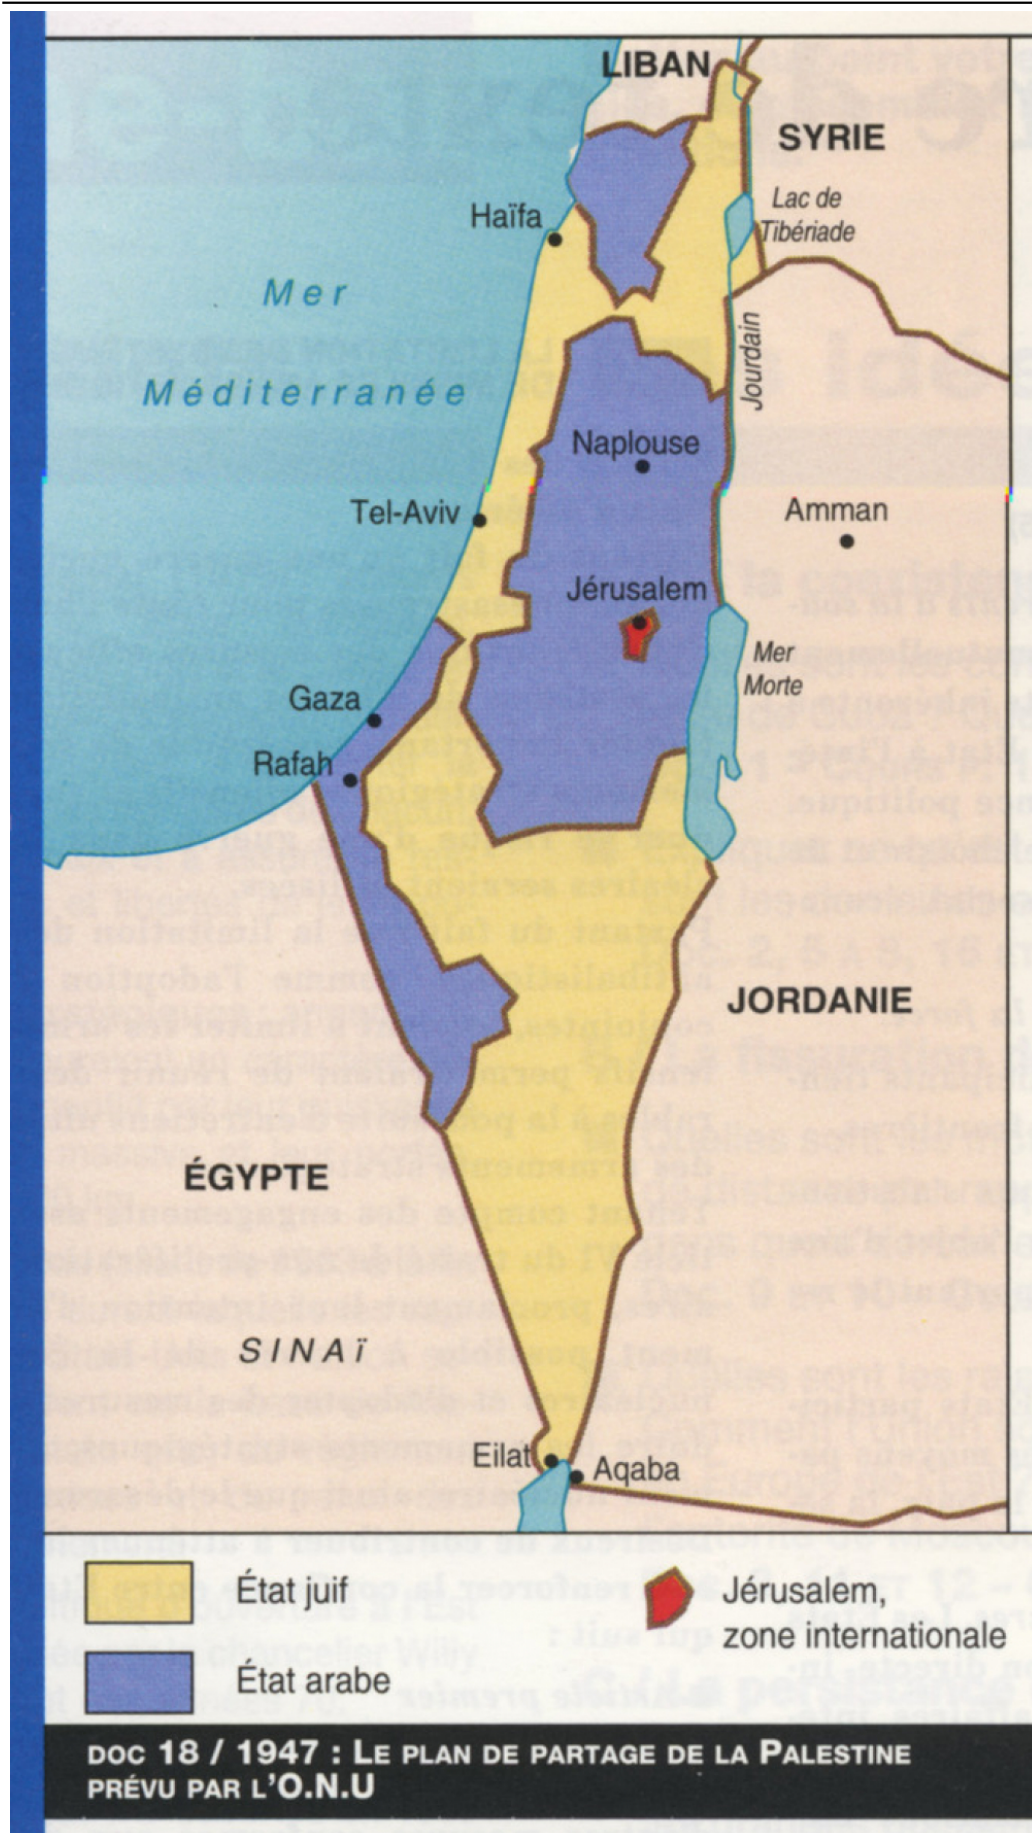 LIBAN
SYRIE
Lac de
Tibériade
Haïfa
Mer
Méditerranée
Jourdain
Naplouse
Tel-Aviv
Amman
Jérusalem
Mer
Morte
Gaza
Rafah
JORDANIE
ÉGYPTE
SINAï
Eilat
Aqaba
État juif
Jérusalem,
zone internationale
État arabe
DOC 18 / 1947 : LE PLAN DE PARTAGE DE LA PALESTINE
PRÉVU PAR L'O.N.U